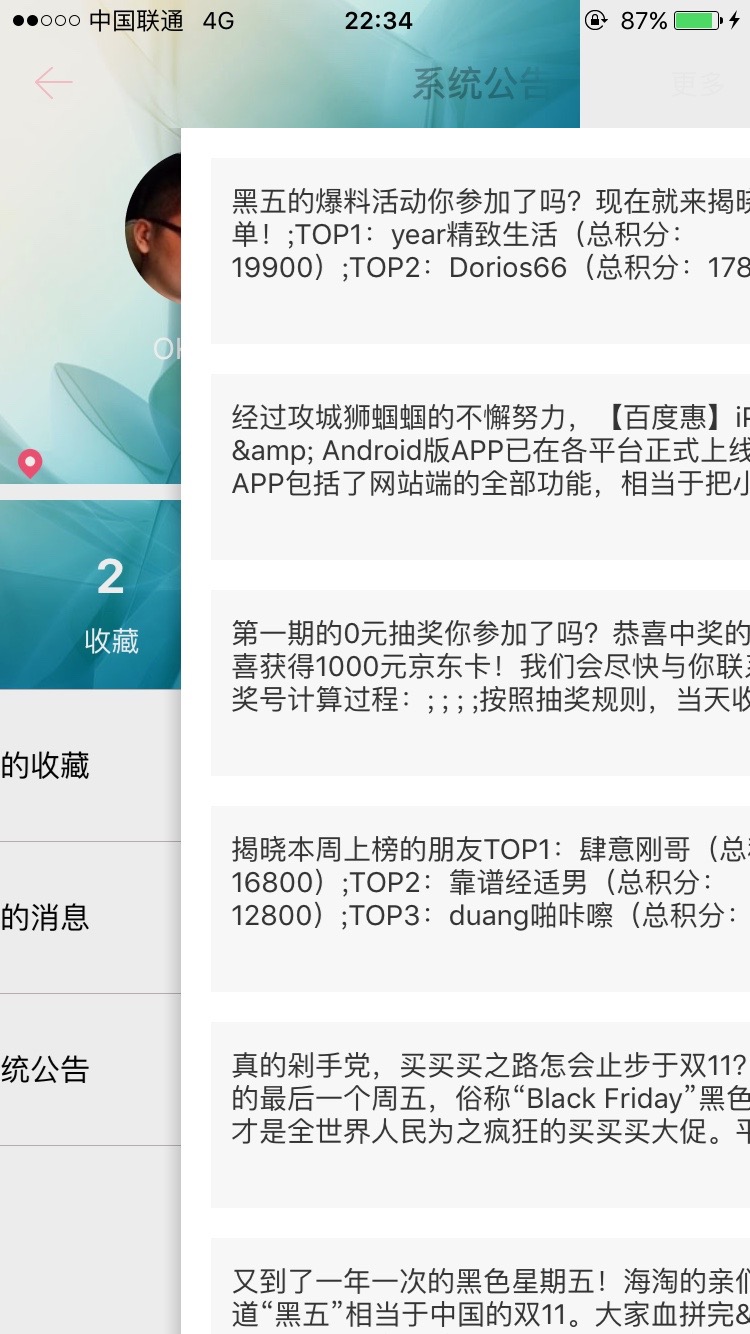 中国联通 4G 22:34 87%
系统公告 更多
OK
2
收藏
的收藏
的消息
统公告
黑五的爆料活动你参加了吗？现在就来揭晓
单！;TOP1：year精致生活（总积分：
19900）;TOP2：Dorios66（总积分：178
经过攻城狮蝈蝈的不懈努力，【百度惠】iP
&amp; Android版APP已在各平台正式上线
APP包括了网站端的全部功能，相当于把小
第一期的0元抽奖你参加了吗？恭喜中奖的
喜获得1000元京东卡！我们会尽快与你联系
奖号计算过程：;;;;按照抽奖规则，当天收
揭晓本周上榜的朋友TOP1：肆意刚哥（总积
16800）;TOP2：靠谱经适男（总积分：
12800）;TOP3：duang啪咔嚓（总积分：
真的剁手党，买买买之路怎会止步于双11？
的最后一个周五，俗称“Black Friday”黑色
才是全世界人民为之疯狂的买买买大促。平
又到了一年一次的黑色星期五！海淘的亲们
道“黑五”相当于中国的双11。大家血拼完&